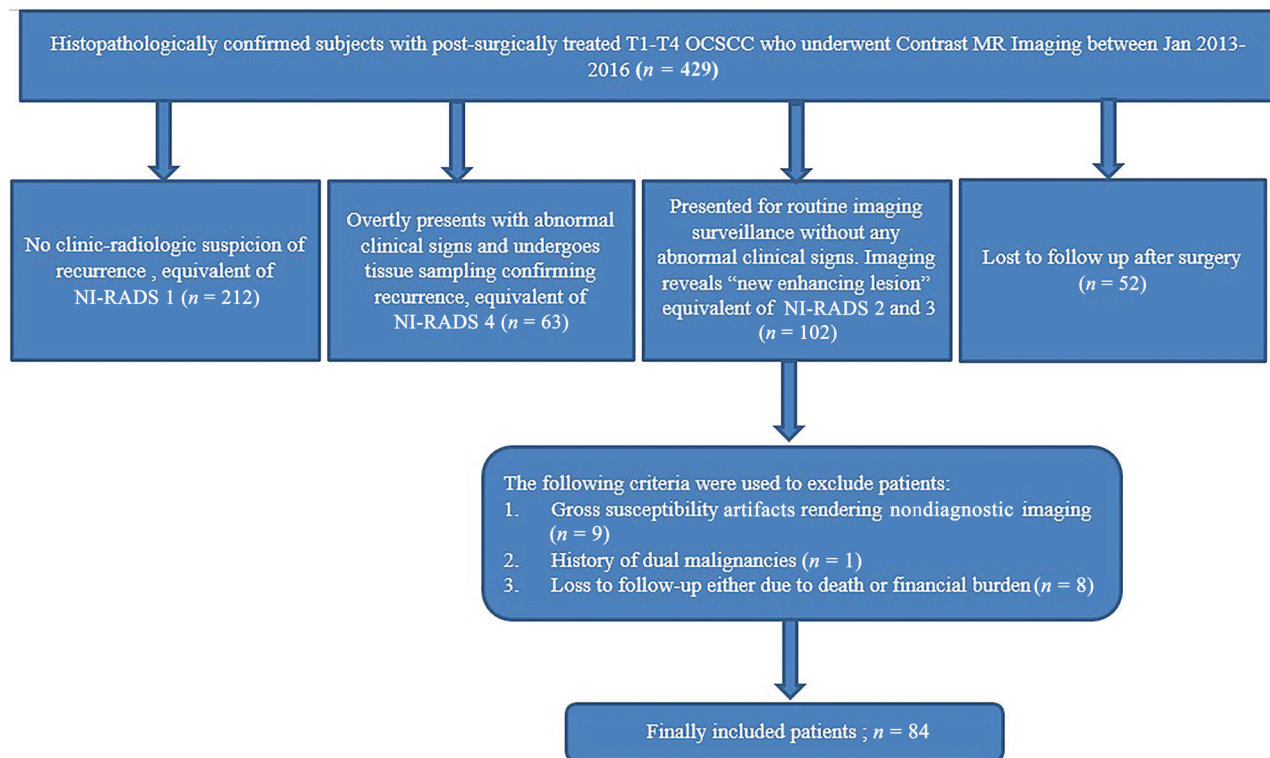 Histopathologically confirmed subjects with post-surgically treated T1-T4 OCSCC who underwent Contrast MR Imaging between Jan 2013-
2016 (n = 429)
No clinic-radiologic suspicion of
recurrence , equivalent of
NI-RADS 1 (n = 212)
Overtly presents with abnormal
clinical signs and undergoes
tissue sampling confirming
recurrence, equivalent of
NI-RADS 4 (n = 63)
Presented for routine imaging
surveillance without any
abnormal clinical signs. Imaging
reveals “new enhancing lesion”
equivalent of NI-RADS 2 and 3
(n = 102)
Lost to follow up after surgery
(n = 52)
The following criteria were used to exclude patients:
1. Gross susceptibility artifacts rendering nondiagnostic imaging
(n = 9)
2. History of dual malignancies (n = 1)
3. Loss to follow-up either due to death or financial burden (n = 8)
Finally included patients ; n = 84